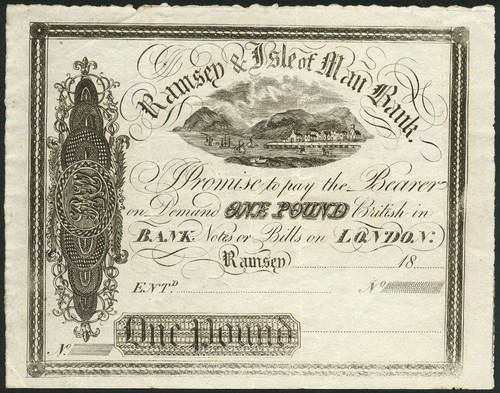 Ramsey & Isle of Man Bank.
I Promise to pay the Bearer
on Demand ONE POUND British in
BANK Notes or Bills on LONDON:
Ramsey 18
ENT.D No
One Pound
No